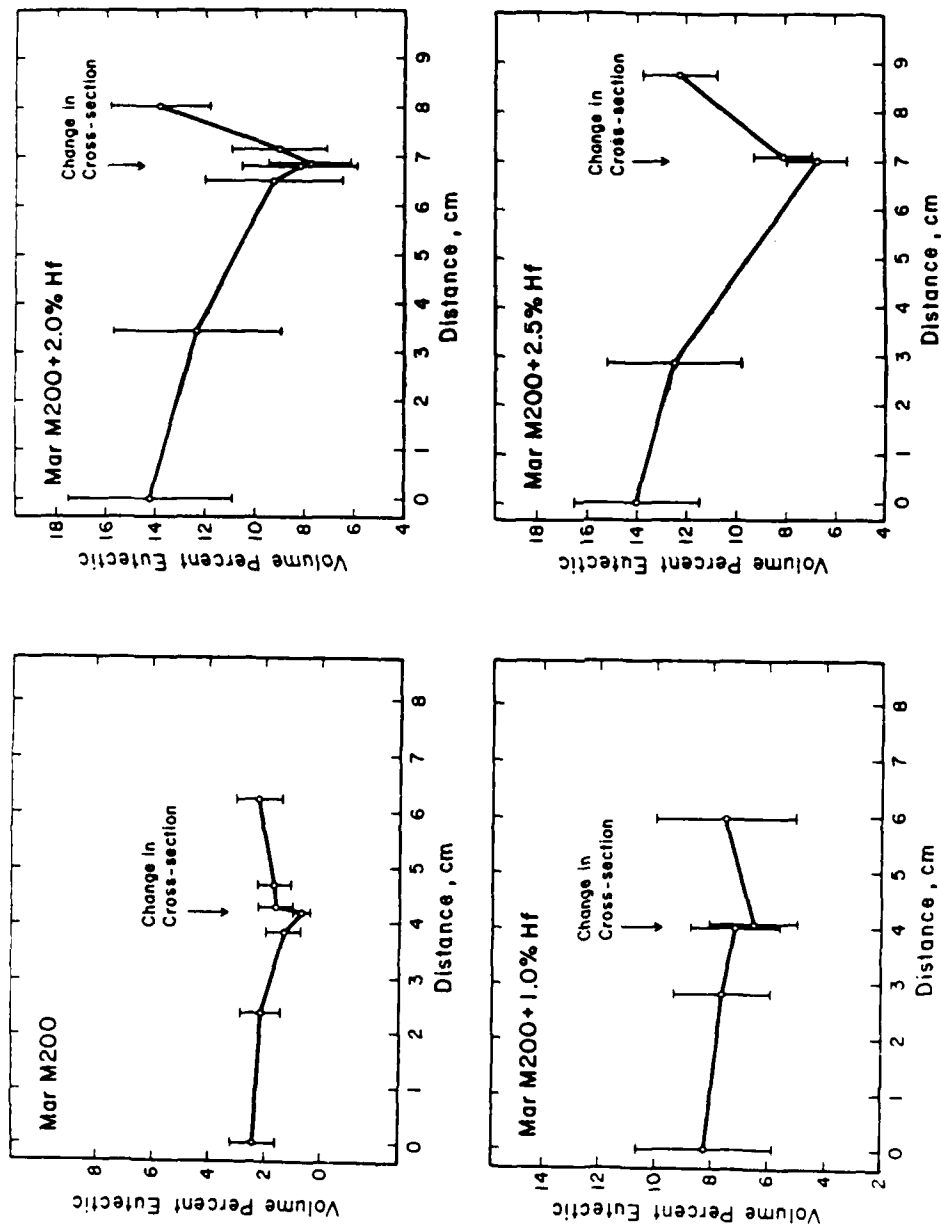 Mar M200
Change in
Cross-section
Volume Percent Eutectic
8
6
4
2
0
0 1 2 3 4 5 6 7 8
Distance, cm
Mar M200+2.0% Hf
Change in
Cross-section
Volume Percent Eutectic
18
16
14
12
10
8
6
4
0 1 2 3 4 5 6 7 8 9
Distance, cm
Mar M200+1.0% Hf
Change in
Cross-section
Volume Percent Eutectic
14
12
10
8
6
4
2
0 1 2 3 4 5 6 7 8
Distance, cm
Mar M200+2.5% Hf
Change in
Cross-section
Volume Percent Eutectic
18
16
14
12
10
8
6
4
0 1 2 3 4 5 6 7 8 9
Distance, cm